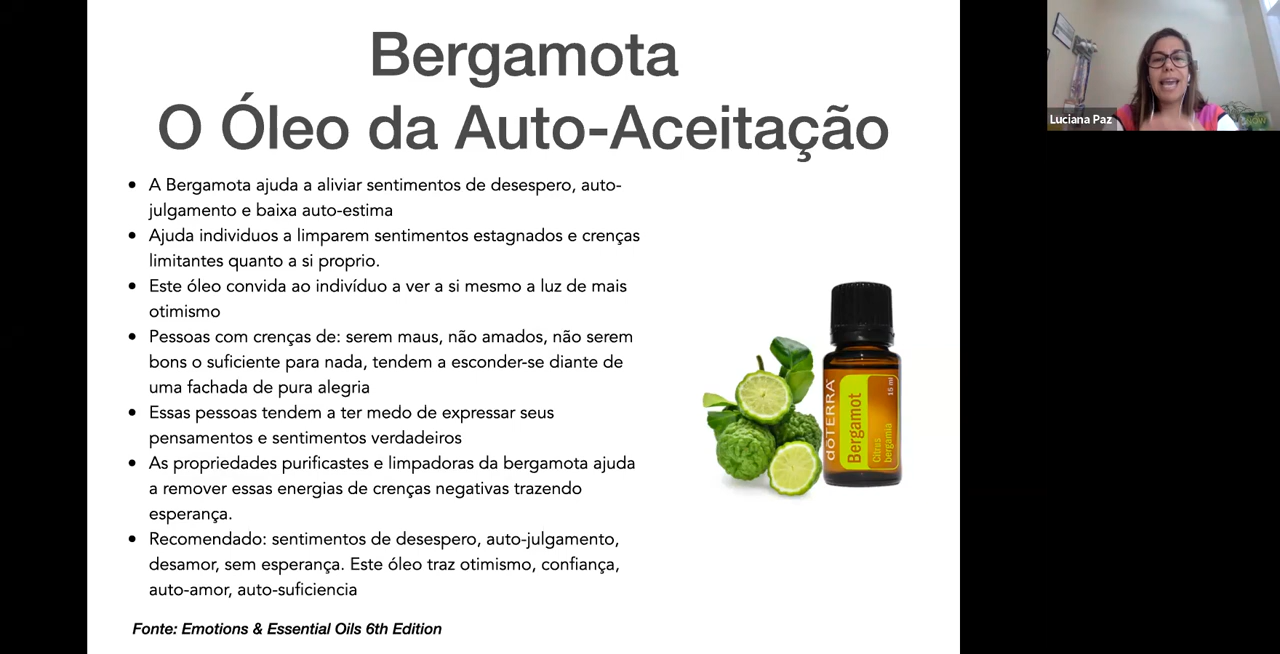 Bergamota
O Óleo da Auto-Aceitação
• A Bergamota ajuda a aliviar sentimentos de desespero, auto-
julgamento e baixa auto-estima
• Ajuda individuos a limparem sentimentos estagnados e crenças
limitantes quanto a si proprio.
• Este óleo convida ao indivíduo a ver a si mesmo a luz de mais
otimismo
• Pessoas com crenças de: serem maus, não amados, não serem
bons o suficiente para nada, tendem a esconder-se diante de
uma fachada de pura alegria
• Essas pessoas tendem a ter medo de expressar seus
pensamentos e sentimentos verdadeiros
• As propriedades purificastes e limpadoras da bergamota ajuda
a remover essas energias de crenças negativas trazendo
esperança.
• Recomendado: sentimentos de desespero, auto-julgamento,
desamor, sem esperança. Este óleo traz otimismo, confiança,
auto-amor, auto-suficiencia
Fonte: Emotions & Essential Oils 6th Edition
dōTERRA
Bergamot
Citrus
bergamia
15 ml
Luciana Paz